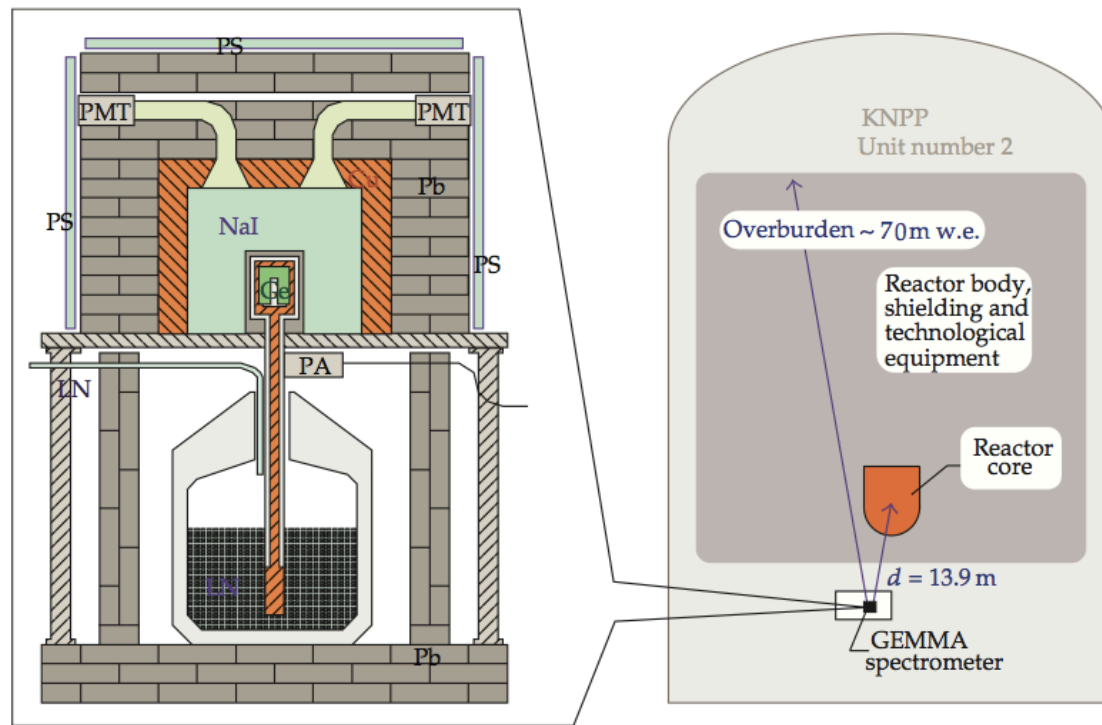 PS
PMT
PMT
Cu
Pb
PS
NaI
PS
Ge
PA
LN
LN
Pb
KNPP
Unit number 2
Overburden ~ 70 m w.e.
Reactor body,
shielding and
technological
equipment
Reactor
core
d = 13.9 m
GEMMA
spectrometer